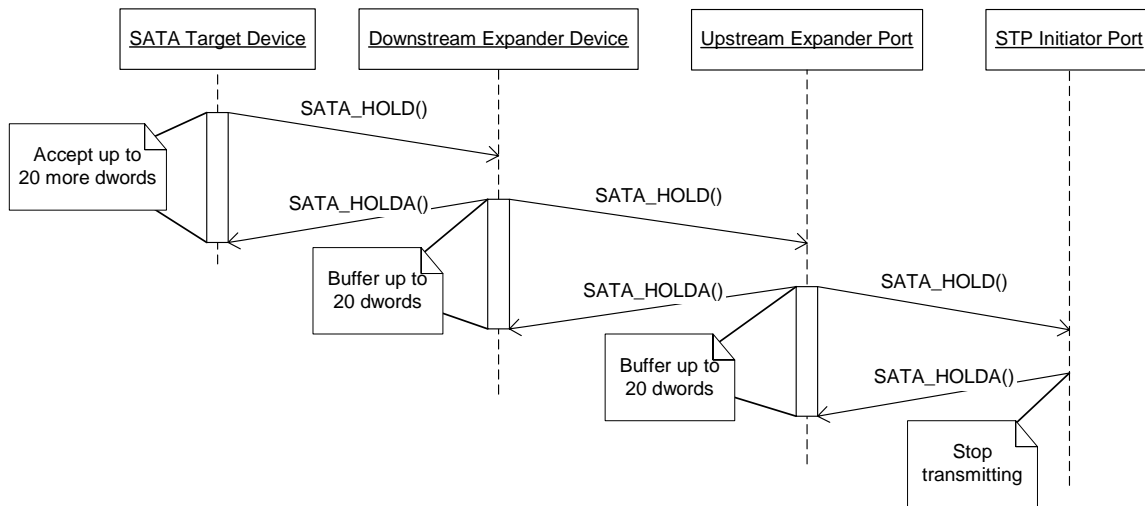 SATA Target Device
Downstream Expander Device
Upstream Expander Port
STP Initiator Port
SATA_HOLD()
Accept up to
20 more dwords
SATA_HOLDA()
SATA_HOLD()
Buffer up to
20 dwords
SATA_HOLDA()
SATA_HOLD()
Buffer up to
20 dwords
SATA_HOLDA()
Stop
transmitting